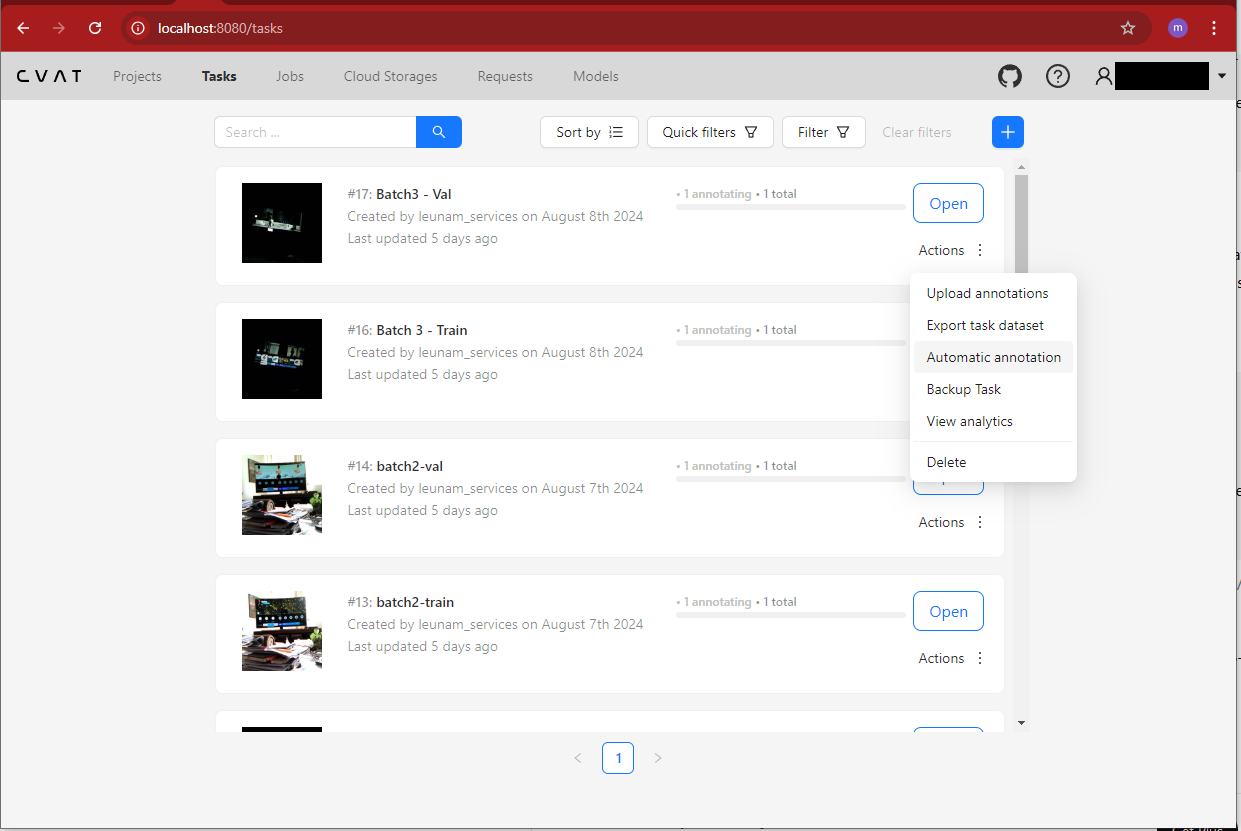 localhost:8080/tasks
m
CVAT Projects Tasks Jobs Cloud Storages Requests Models
Search ... Sort by Quick filters Filter Clear filters
#17: Batch3 - Val
Created by leunam_services on August 8th 2024
Last updated 5 days ago
• 1 annotating • 1 total
Open
Actions
Upload annotations
Export task dataset
Automatic annotation
Backup Task
View analytics
Delete
#16: Batch 3 - Train
Created by leunam_services on August 8th 2024
Last updated 5 days ago
• 1 annotating • 1 total
#14: batch2-val
Created by leunam_services on August 7th 2024
Last updated 5 days ago
• 1 annotating • 1 total
Actions
#13: batch2-train
Created by leunam_services on August 7th 2024
Last updated 5 days ago
• 1 annotating • 1 total
Open
Actions
1